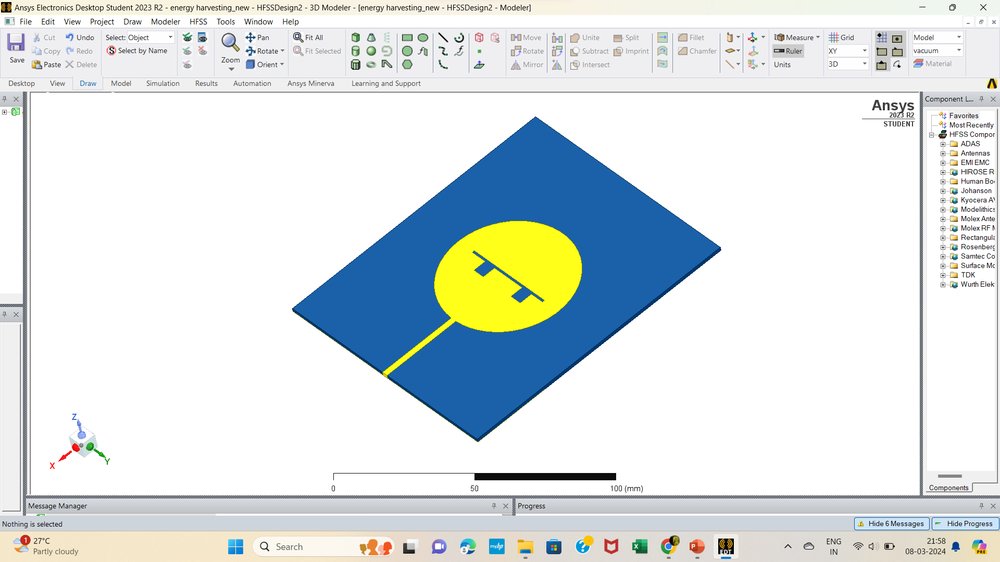 Ansys Electronics Desktop Student 2023 R2 - energy harvesting_new - HFSSDesign2 - 3D Modeler - [energy harvesting_new - HFSSDesign2 - Modeler]
File Edit View Project Draw Modeler HFSS Tools Window Help
Save
Cut
Copy
Paste
Undo
Redo
Delete
Select: Object
Select by Name
Zoom
Pan
Rotate
Orient
Fit All
Fit Selected
Move
Rotate
Mirror
Unite
Subtract
Intersect
Split
Imprint
Fillet
Chamfer
Measure
Ruler
Units
Grid
XY
3D
Model
vacuum
Material
Desktop View Draw Model Simulation Results Automation Ansys Minerva Learning and Support
Ansys
2023 R2
STUDENT
Z
X
Y
0 50 100 (mm)
Component L...
Favorites
Most Recently
HFSS Compor
ADAS
Antennas
EMI EMC
HIROSE R
Human Bo
Johanson
Kyocera AV
Modelithics
Molex Ante
Molex RF M
Rectangula
Rosenberg
Samtec Co
Surface Mo
TDK
Wurth Elek
Components
Message Manager
Progress
Nothing is selected
Hide 6 Messages
Hide Progress
1
27°C
Partly cloudy
Search
myhp
EDT
ENG
IN
21:58
08-03-2024
PRE